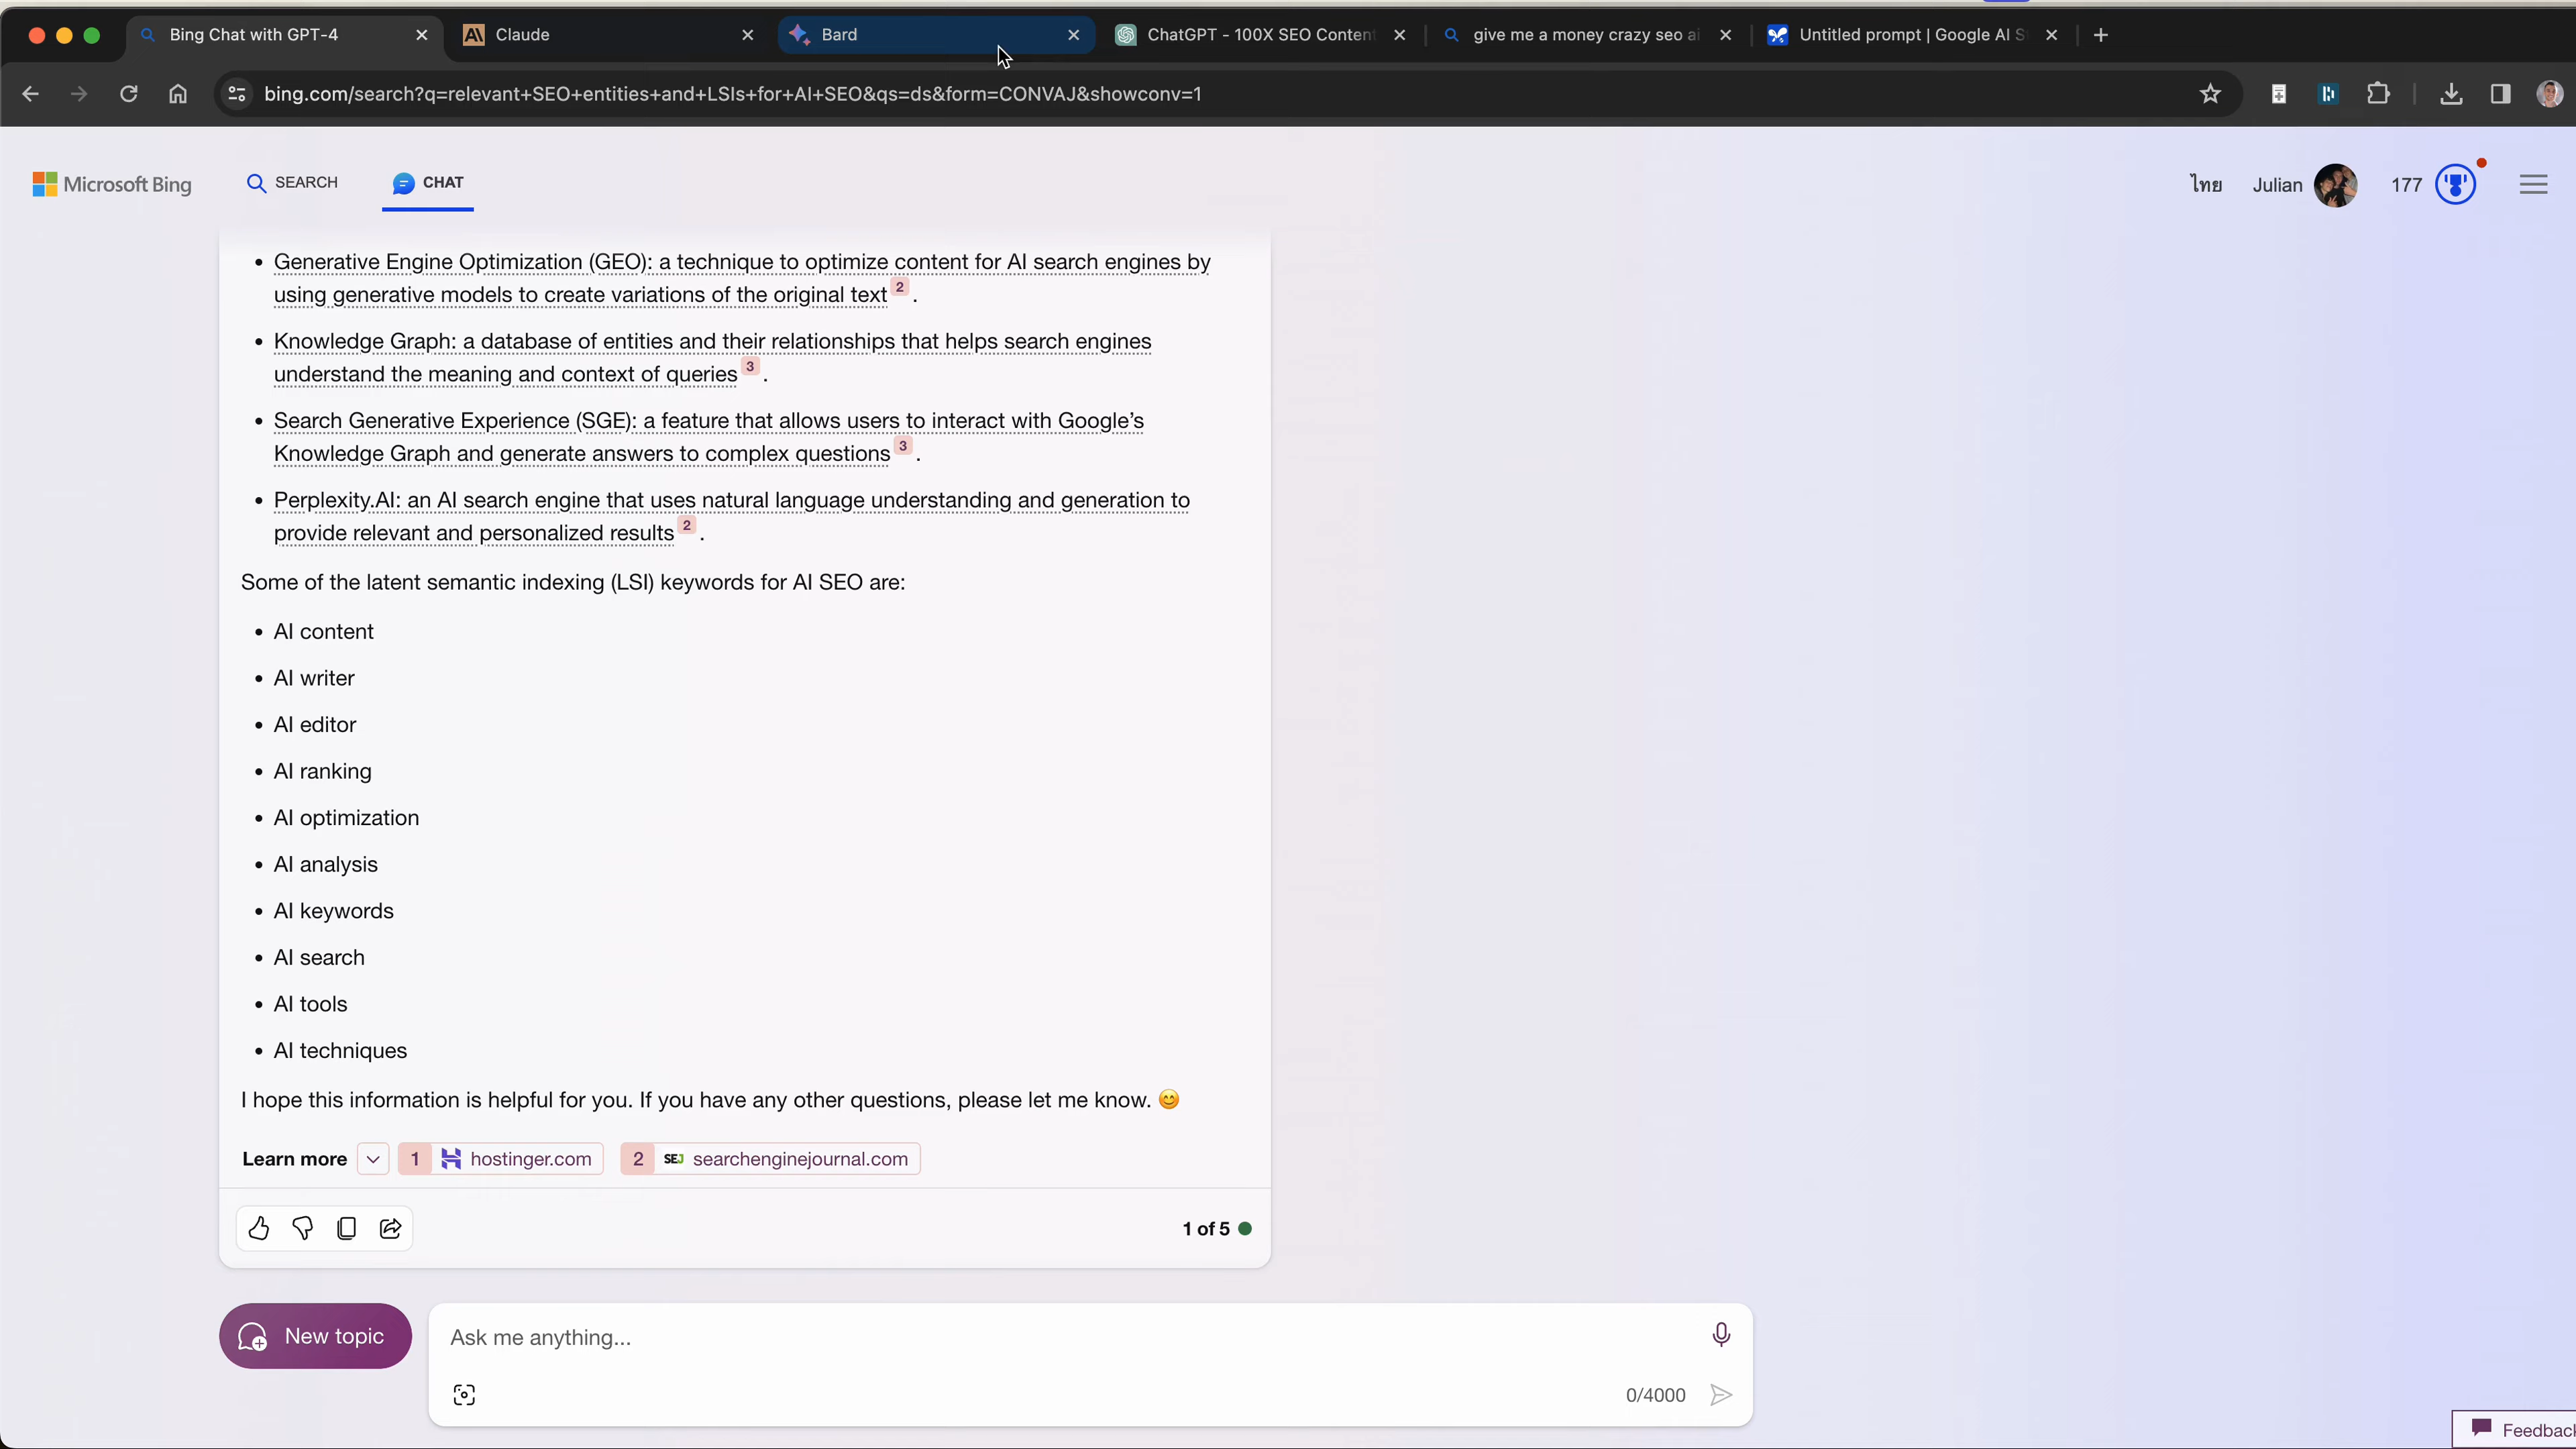 Bing Chat with GPT-4
Claude
Bard
ChatGPT - 100X SEO Content
give me a money crazy seo ai
Untitled prompt | Google AI S
bing.com/search?q=relevant+SEO+entities+and+LSIs+for+AI+SEO&qs=ds&form=CONVAJ&showconv=1
Microsoft Bing
SEARCH
CHAT
ไทย
Julian
177
• Generative Engine Optimization (GEO): a technique to optimize content for AI search engines by
using generative models to create variations of the original text 2 .
• Knowledge Graph: a database of entities and their relationships that helps search engines
understand the meaning and context of queries 3 .
• Search Generative Experience (SGE): a feature that allows users to interact with Google’s
Knowledge Graph and generate answers to complex questions 3 .
• Perplexity.AI: an AI search engine that uses natural language understanding and generation to
provide relevant and personalized results 2 .
Some of the latent semantic indexing (LSI) keywords for AI SEO are:
• AI content
• AI writer
• AI editor
• AI ranking
• AI optimization
• AI analysis
• AI keywords
• AI search
• AI tools
• AI techniques
I hope this information is helpful for you. If you have any other questions, please let me know. 😊
Learn more
1 hostinger.com
2 SEJ searchenginejournal.com
1 of 5
New topic
Ask me anything...
0/4000
Feedbac